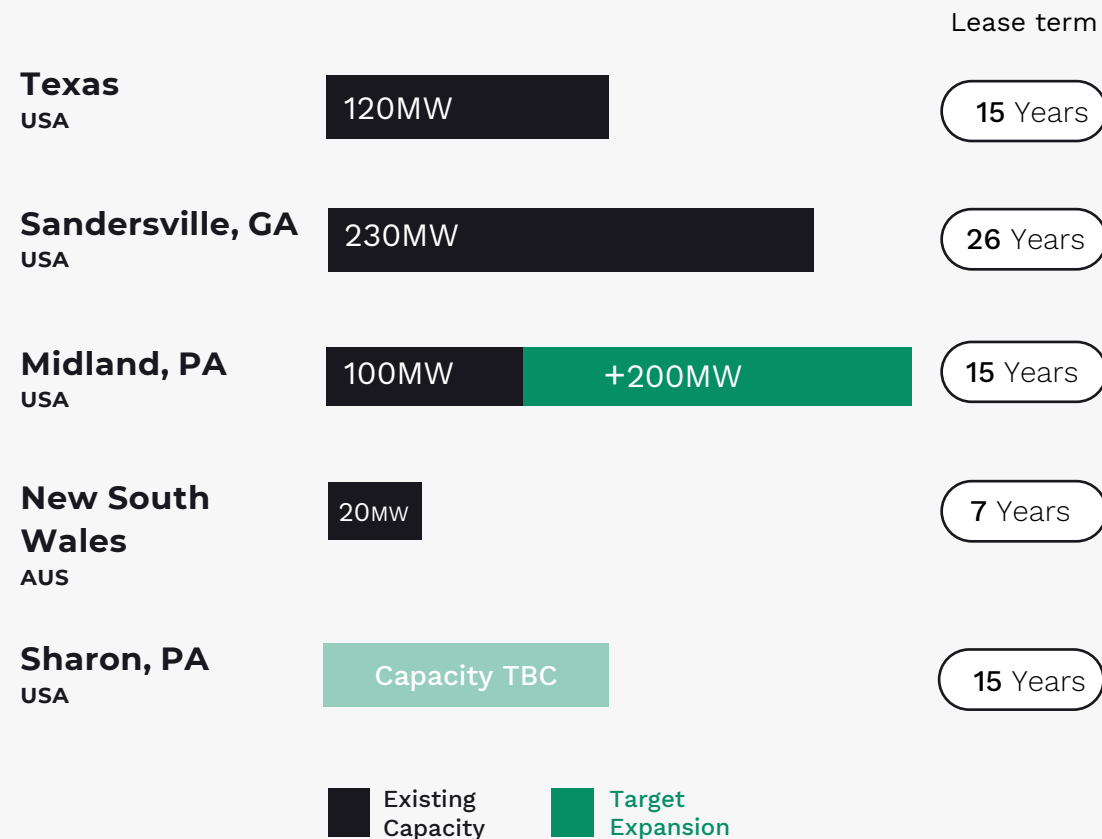 Lease term
Texas
USA
120MW
15 Years
Sandersville, GA
USA
230MW
26 Years
Midland, PA
USA
100MW
+200MW
15 Years
New South
Wales
AUS
20MW
7 Years
Sharon, PA
USA
Capacity TBC
15 Years
Existing
Capacity
Target
Expansion